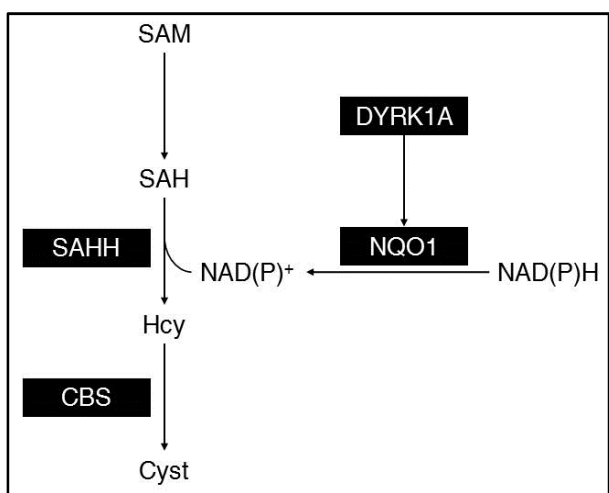 SAM
DYRK1A
SAH
SAHH
NQO1
NAD(P)+
NAD(P)H
Hcy
CBS
Cyst